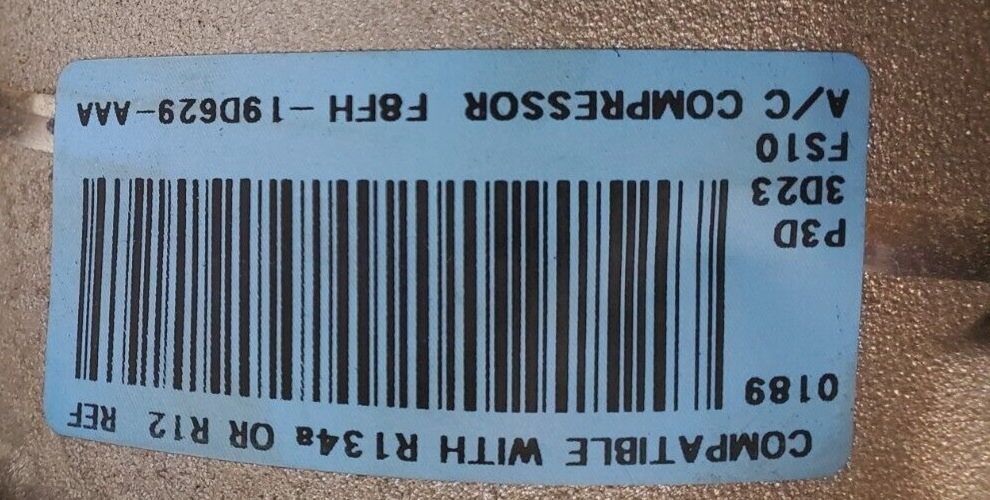 A/C COMPRESSOR F8FH-19D629-AAA
FS10
3D23
P3D
0189
COMPATIBLE WITH R134a OR R12 REF